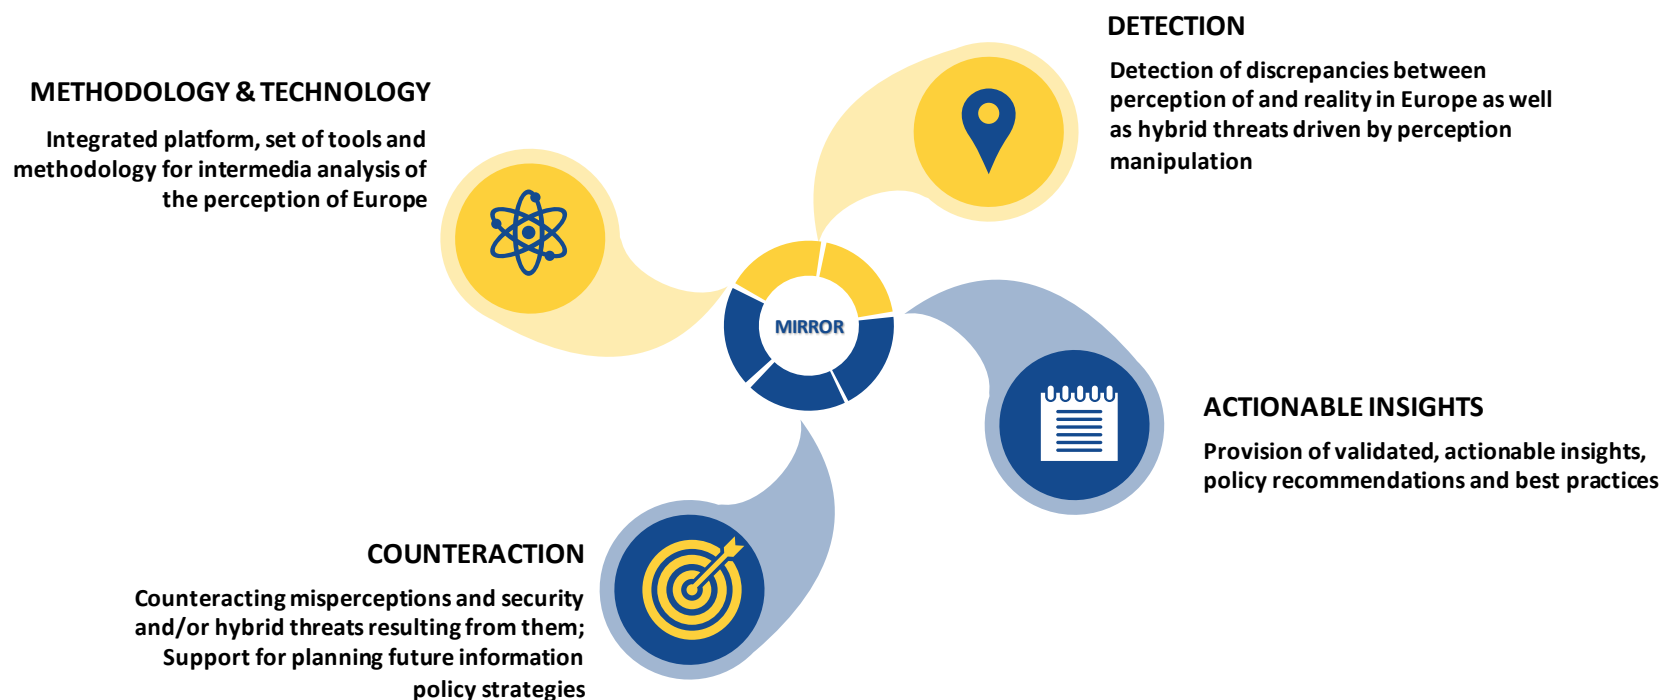 METHODOLOGY & TECHNOLOGY
Integrated platform, set of tools and
methodology for intermedia analysis of
the perception of Europe
DETECTION
Detection of discrepancies between
perception of and reality in Europe as well
as hybrid threats driven by perception
manipulation
MIRROR
ACTIONABLE INSIGHTS
Provision of validated, actionable insights,
policy recommendations and best practices
COUNTERACTION
Counteracting misperceptions and security
and/or hybrid threats resulting from them;
Support for planning future information
policy strategies